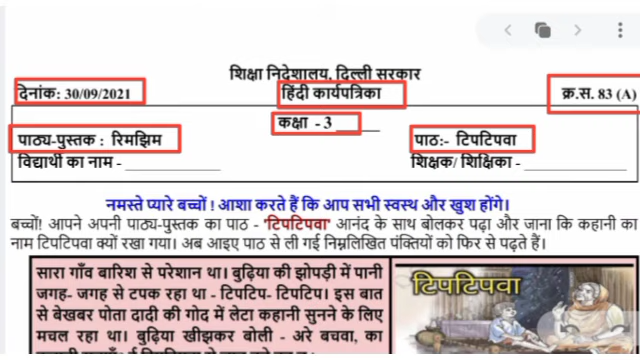 शिक्षा निदेशालय, दिल्ली सरकार
दिनांक: 30/09/2021 हिंदी कार्यपत्रिका क्र.स. 83 (A)
कक्षा - 3
पाठ्य-पुस्तक : रिमझिम पाठ:- टिपटिपवा
विद्यार्थी का नाम - शिक्षक/ शिक्षिका -
नमस्ते प्यारे बच्चों ! आशा करते हैं कि आप सभी स्वस्थ और खुश होंगे।
बच्चों! आपने अपनी पाठ्य-पुस्तक का पाठ - "टिपटिपवा" आनंद के साथ बोलकर पढ़ा और जाना कि कहानी का
नाम टिपटिपवा क्यों रखा गया। अब आइए पाठ से ली गई निम्नलिखित पंक्तियों को फिर से पढ़ते हैं।
सारा गाँव बारिश से परेशान था। बुढ़िया की झोपड़ी में पानी
जगह- जगह से टपक रहा था - टिपटिप- टिपटिप। इस बात
से बेखबर पोता दादी की गोद में लेटा कहानी सुनने के लिए
मचल रहा था। बुढ़िया खीझकर बोली - अरे बचवा, का
टिपटिपवा